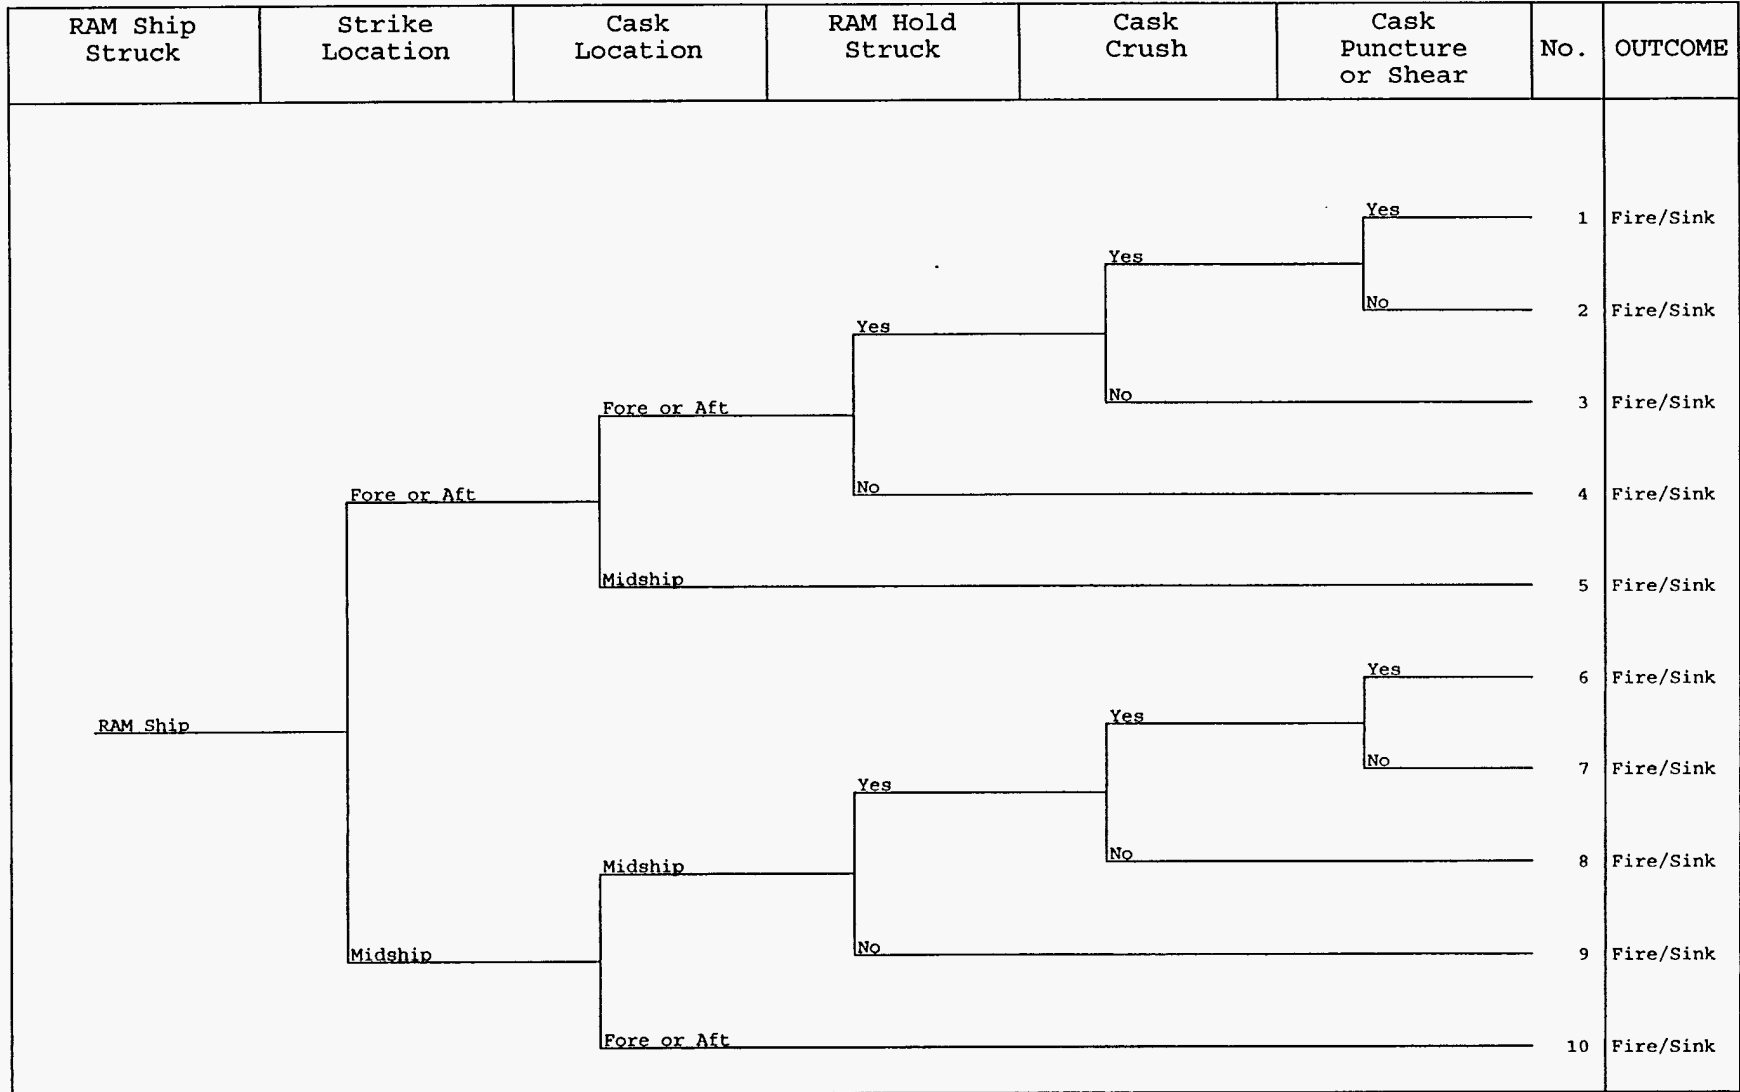 RAM Ship
Struck
Strike
Location
Cask
Location
RAM Hold
Struck
Cask
Crush
Cask
Puncture
or Shear
No.
OUTCOME
Yes
1 Fire/Sink
Yes
No
2 Fire/Sink
Yes
No
3 Fire/Sink
Fore or Aft
Fore or Aft
No
4 Fire/Sink
Midship
5 Fire/Sink
Yes
6 Fire/Sink
RAM Ship
Yes
No
7 Fire/Sink
Yes
No
8 Fire/Sink
Midship
Midship
No
9 Fire/Sink
Fore or Aft
10 Fire/Sink